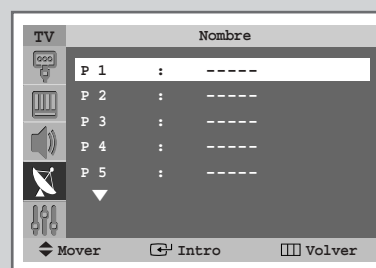 TV Nombre
P 1 : -----
P 2 : -----
P 3 : -----
P 4 : -----
P 5 : -----
Mover Intro Volver